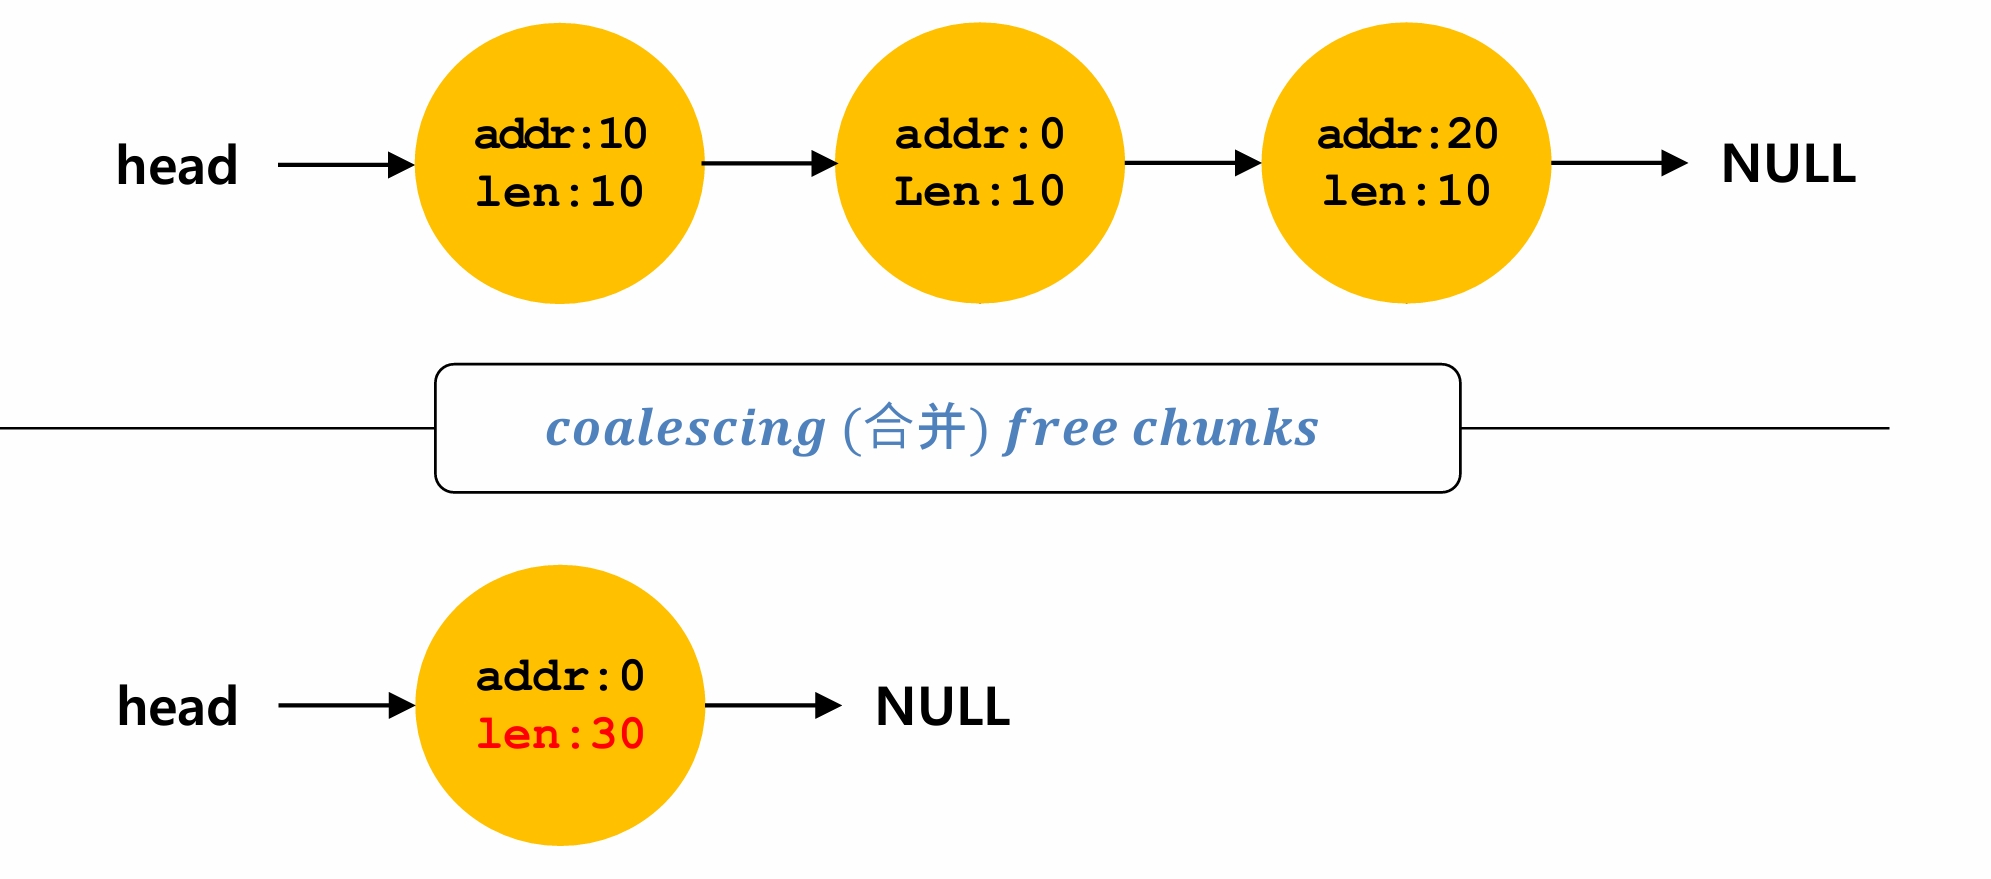 head
addr:10
len:10
addr:0
Len:10
addr:20
len:10
NULL
coalescing (合并) free chunks
head
addr:0
len:30
NULL